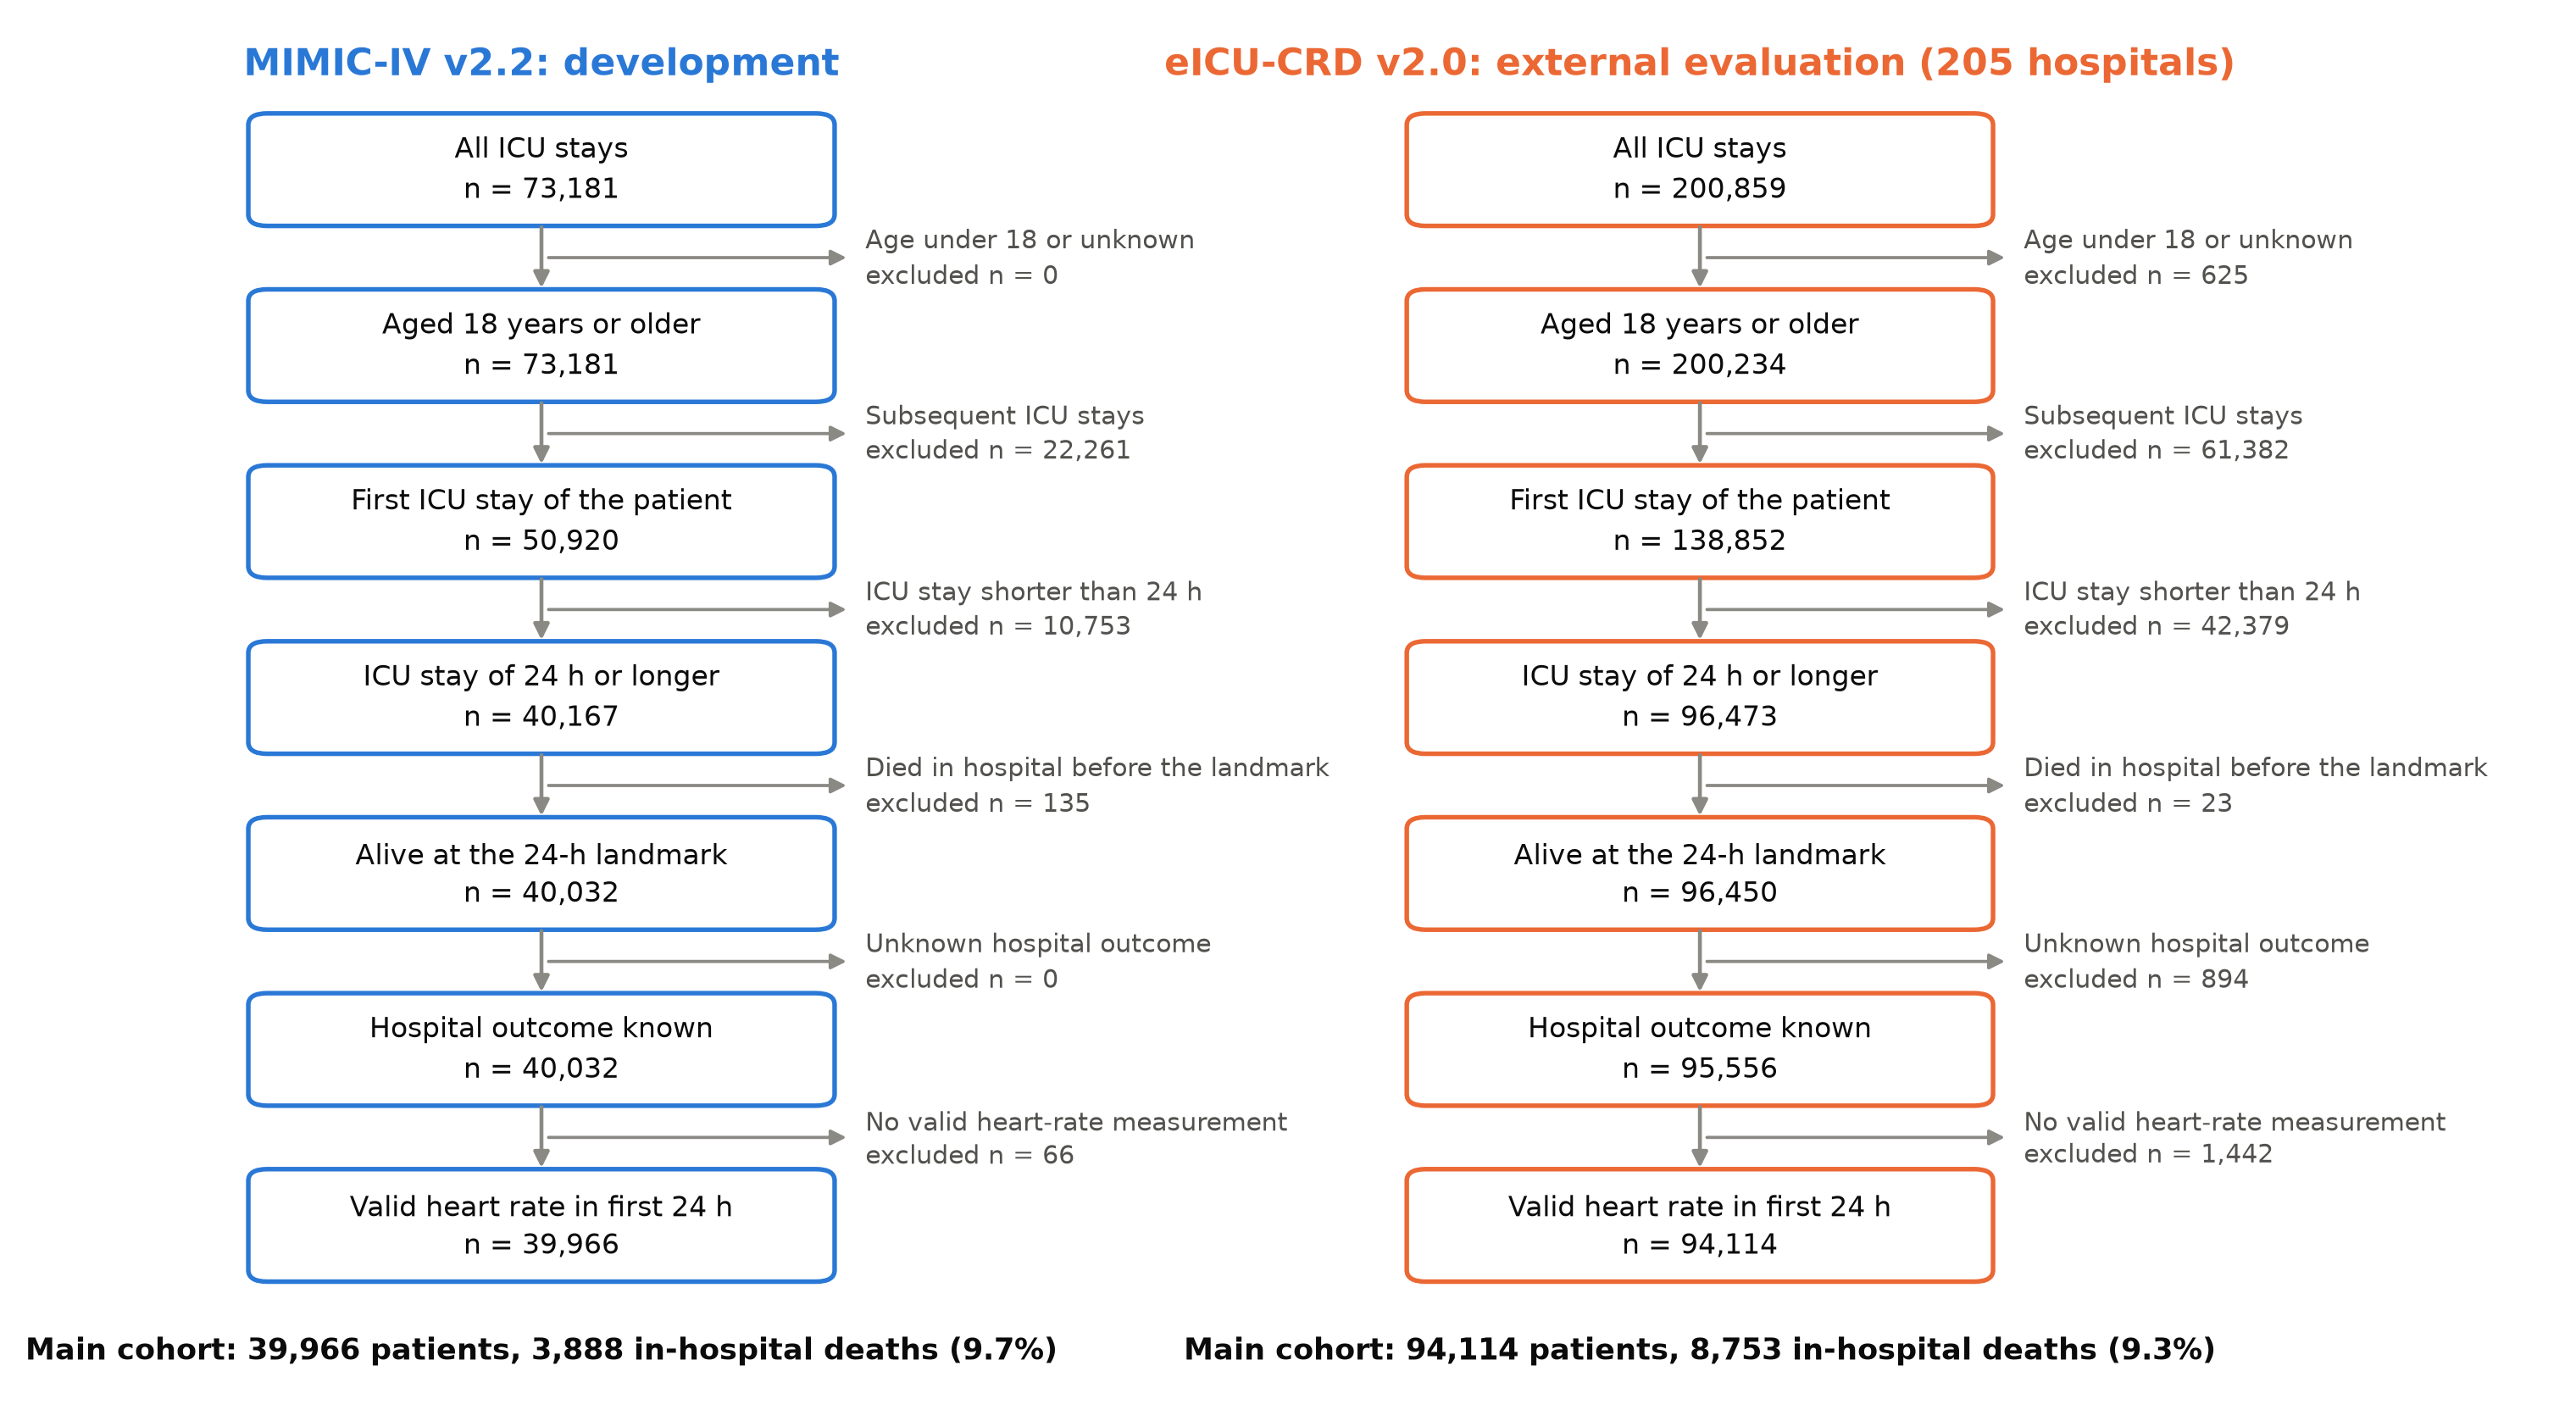 MIMIC-IV v2.2: development
All ICU stays
n = 73,181
Age under 18 or unknown
excluded n = 0
Aged 18 years or older
n = 73,181
Subsequent ICU stays
excluded n = 22,261
First ICU stay of the patient
n = 50,920
ICU stay shorter than 24 h
excluded n = 10,753
ICU stay of 24 h or longer
n = 40,167
Died in hospital before the landmark
excluded n = 135
Alive at the 24-h landmark
n = 40,032
Unknown hospital outcome
excluded n = 0
Hospital outcome known
n = 40,032
No valid heart-rate measurement
excluded n = 66
Valid heart rate in first 24 h
n = 39,966
Main cohort: 39,966 patients, 3,888 in-hospital deaths (9.7%)
eICU-CRD v2.0: external evaluation (205 hospitals)
All ICU stays
n = 200,859
Age under 18 or unknown
excluded n = 625
Aged 18 years or older
n = 200,234
Subsequent ICU stays
excluded n = 61,382
First ICU stay of the patient
n = 138,852
ICU stay shorter than 24 h
excluded n = 42,379
ICU stay of 24 h or longer
n = 96,473
Died in hospital before the landmark
excluded n = 23
Alive at the 24-h landmark
n = 96,450
Unknown hospital outcome
excluded n = 894
Hospital outcome known
n = 95,556
No valid heart-rate measurement
excluded n = 1,442
Valid heart rate in first 24 h
n = 94,114
Main cohort: 94,114 patients, 8,753 in-hospital deaths (9.3%)